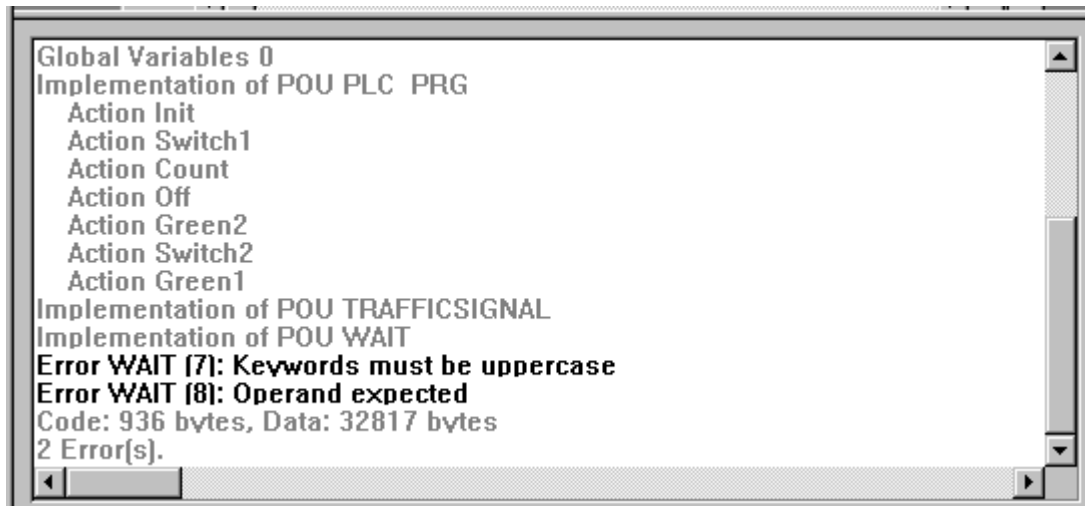 Global Variables 0
Implementation of POU PLC_PRG
Action Init
Action Switch1
Action Count
Action Off
Action Green2
Action Switch2
Action Green1
Implementation of POU TRAFFICSIGNAL
Implementation of POU WAIT
Error WAIT (7): Keywords must be uppercase
Error WAIT (8): Operand expected
Code: 936 bytes, Data: 32817 bytes
2 Error(s).